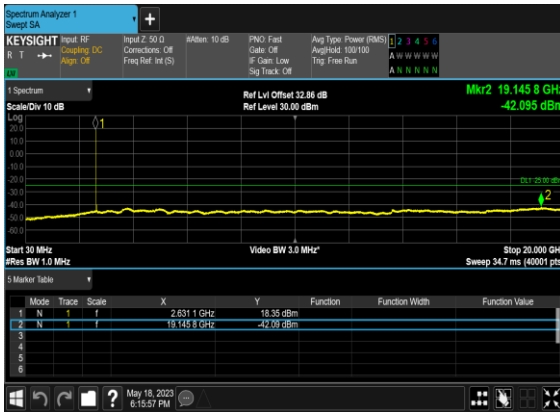 Spectrum Analyzer 1
Swept SA
+
KEYSIGHT Input: RF Input Z: 50 Ω #Atten: 10 dB PNO: Fast Avg Type: Power (RMS) 1 2 3 4 5 6
R T Coupling: DC Corrections: Off Gate: Off Avg|Hold: 100/100 A W W W W W
Align: Off Freq Ref: Int (S) IF Gain: Low Trig: Free Run
LXI Sig Track: Off A N N N N N
1 Spectrum Ref Lvl Offset 32.86 dB Mkr2 19.145 8 GHz
Scale/Div 10 dB Ref Level 30.00 dBm -42.095 dBm
Log
20.0
10.0
0.00
-10.0
-20.0
-30.0
-40.0
-50.0
-60.0
1
DL1 -25.00 dBm
2
Start 30 MHz Video BW 3.0 MHz* Stop 20.000 GHz
#Res BW 1.0 MHz Sweep 34.7 ms (40001 pts)
5 Marker Table
Mode Trace Scale X Y Function Function Width Function Value
1 N 1 f 2.631 1 GHz 18.35 dBm
2 N 1 f 19.145 8 GHz -42.09 dBm
3
4
5
6
? May 18, 2023
6:15:57 PM